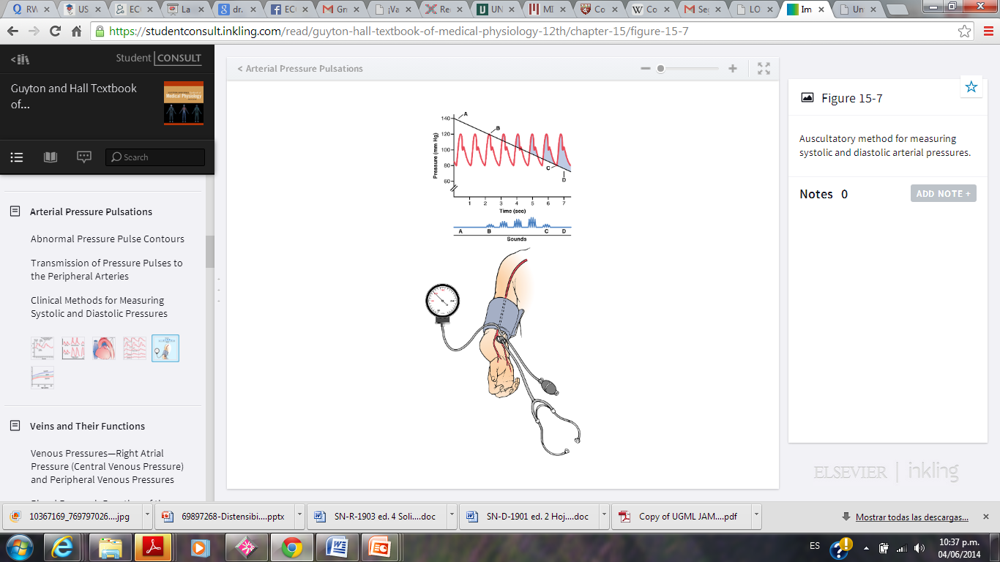 RW
US
EC
La
dr.
EC
Gn
¡Va
Re
UN
MI
Co
Co
Seg
LO
Im
Un
https://studentconsult.inkling.com/read/guyton-hall-textbook-of-medical-physiology-12th/chapter-15/figure-15-7
Student CONSULT
Guyton and Hall Textbook
of...
Medical Physiology
Search
Arterial Pressure Pulsations
Abnormal Pressure Pulse Contours
Transmission of Pressure Pulses to
the Peripheral Arteries
Clinical Methods for Measuring
Systolic and Diastolic Pressures
Veins and Their Functions
Venous Pressures—Right Atrial
Pressure (Central Venous Pressure)
and Peripheral Venous Pressures
< Arterial Pressure Pulsations
Pressure (mm Hg)
140
120
100
80
60
A
B
C
D
1 2 3 4 5 6 7
Time (sec)
A B C D
Sounds
Figure 15-7
Auscultatory method for measuring
systolic and diastolic arterial pressures.
Notes 0
ADD NOTE +
ELSEVIER | inkling
10367169_769797026....jpg
69897268-Distensibi....pptx
SN-R-1903 ed. 4 Soli....doc
SN-D-1901 ed. 2 Hoj....doc
Copy of UGML JAM....pdf
Mostrar todas las descargas...
ES
10:37 p.m.
04/06/2014